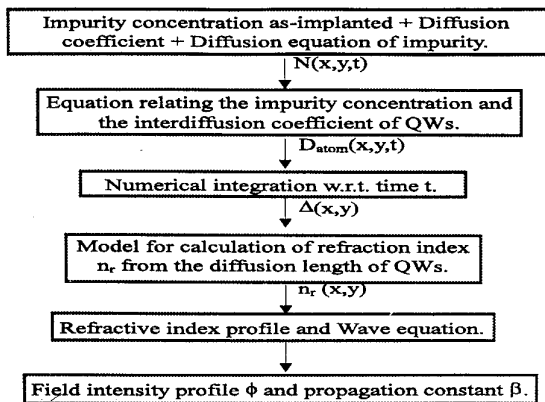 Impurity concentration as-implanted + Diffusion
coefficient + Diffusion equation of impurity.
N(x,y,t)
Equation relating the impurity concentration and
the interdiffusion coefficient of QWs.
Dₐₜₒₘ(x,y,t)
Numerical integration w.r.t. time t.
Δ(x,y)
Model for calculation of refraction index
nᵣ from the diffusion length of QWs.
nᵣ (x,y)
Refractive index profile and Wave equation.
Field intensity profile ϕ and propagation constant β.